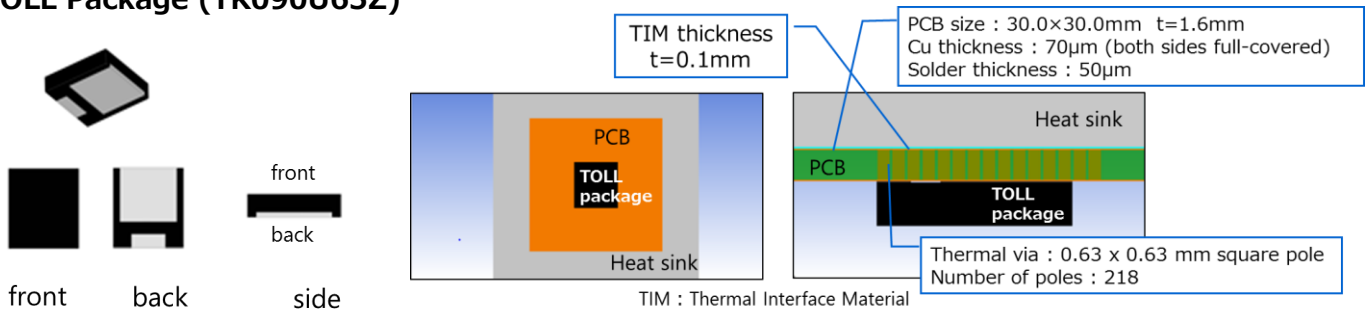 TOLL Package (TK090U65Z)
TIM thickness
t=0.1mm
PCB size : 30.0×30.0mm t=1.6mm
Cu thickness : 70μm (both sides full-covered)
Solder thickness : 50μm
PCB
TOLL
package
Heat sink
Heat sink
PCB
TOLL
package
front
back
front
back
side
Thermal via : 0.63 x 0.63 mm square pole
Number of poles : 218
TIM : Thermal Interface Material